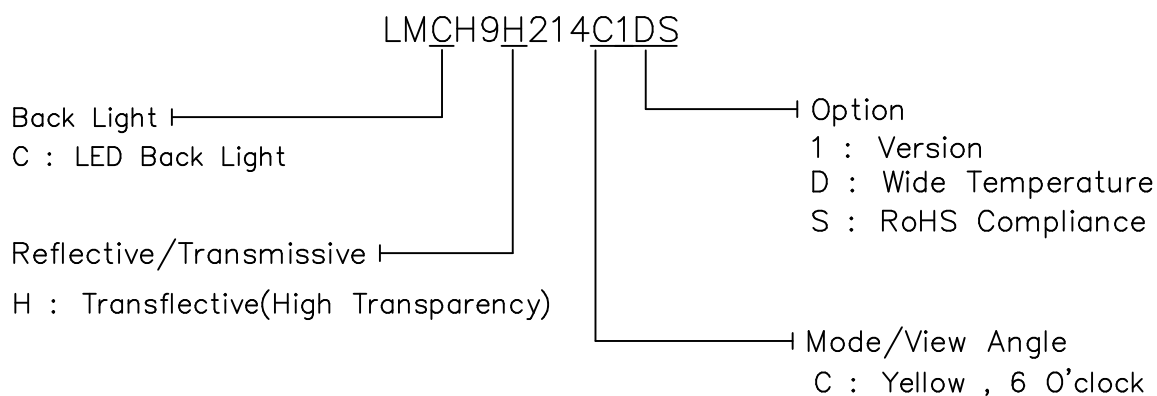 LMCH9H214C1DS
Back Light
C : LED Back Light
Reflective/Transmissive
H : Transflective(High Transparency)
Option
1 : Version
D : Wide Temperature
S : RoHS Compliance
Mode/View Angle
C : Yellow , 6 O'clock